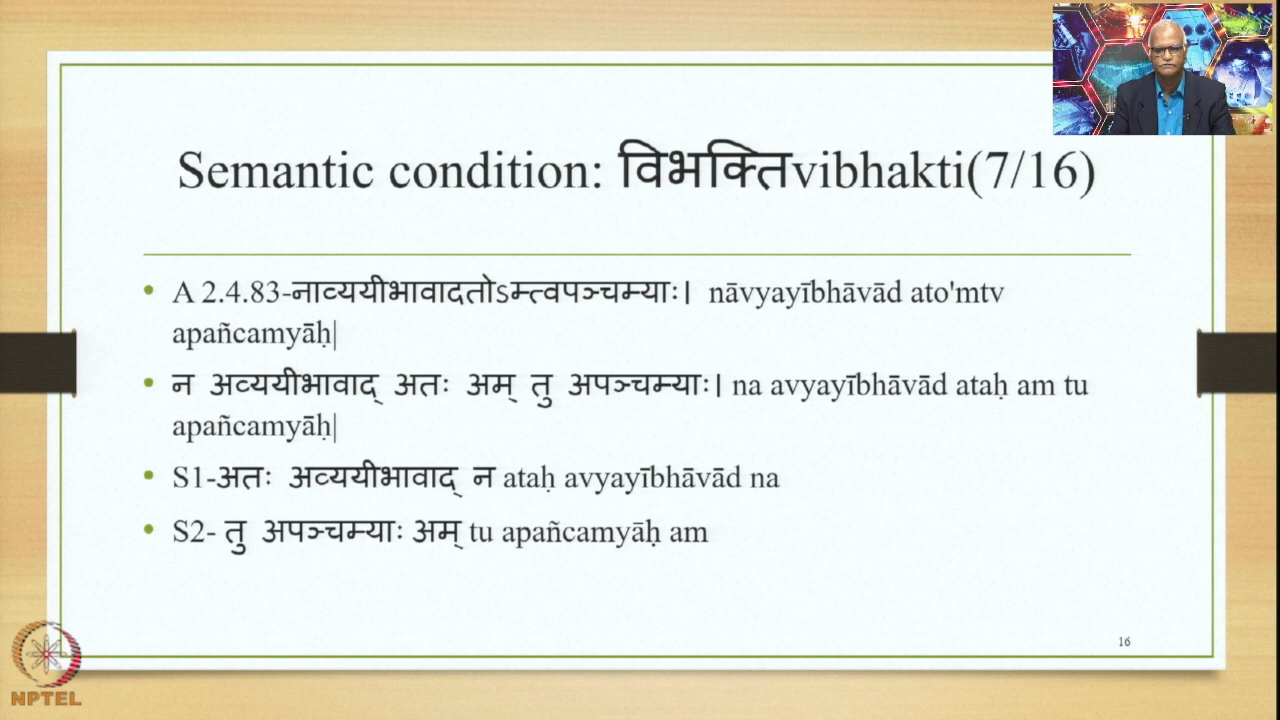 Semantic condition: विभक्तिvibhakti(7/16)
• A 2.4.83-नाव्ययीभावादतोऽम्त्वपञ्चम्याः। nāvyayībhāvād ato'mtv
apañcamyāḥ|
• न अव्ययीभावाद् अतः अम् तु अपञ्चम्याः। na avyayībhāvād ataḥ am tu
apañcamyāḥ|
• S1-अतः अव्ययीभावाद् न ataḥ avyayībhāvād na
• S2- तु अपञ्चम्याः अम् tu apañcamyāḥ am
16
NPTEL